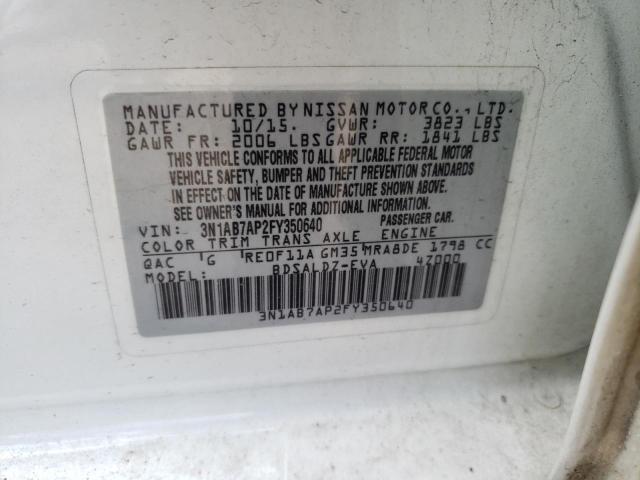 MANUFACTURED BY NISSAN MOTOR CO., LTD.
DATE: 10/15. GVWR: 3823 LBS
GAWR FR: 2006 LBS GAWR RR: 1841 LBS
THIS VEHICLE CONFORMS TO ALL APPLICABLE FEDERAL MOTOR
VEHICLE SAFETY, BUMPER AND THEFT PREVENTION STANDARDS
IN EFFECT ON THE DATE OF MANUFACTURE SHOWN ABOVE.
SEE OWNER'S MANUAL FOR ADDITIONAL INFORMATION.
VIN: 3N1AB7AP2FY350640 PASSENGER CAR.
COLOR TRIM TRANS AXLE ENGINE
QAC G RE0F11A GM35 MRA8DE 1798 CC
MODEL: BDSALD7-EVA 47000
3N1AB7AP2FY350640